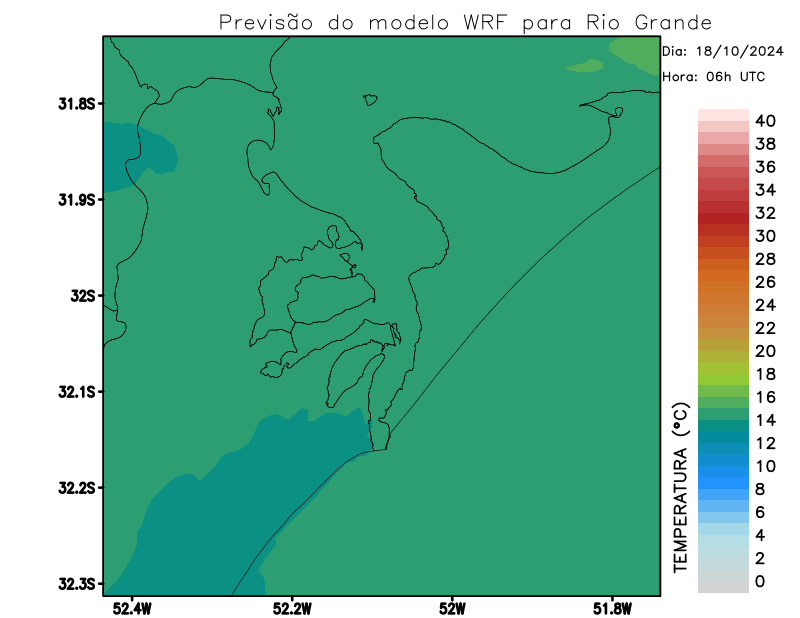 Previsão do modelo WRF para Rio Grande
Dia: 18/10/2024
Hora: 06h UTC
31.8S
31.9S
32S
32.1S
32.2S
32.3S
52.4W
52.2W
52W
51.8W
TEMPERATURA (°C)
40
38
36
34
32
30
28
26
24
22
20
18
16
14
12
10
8
6
4
2
0